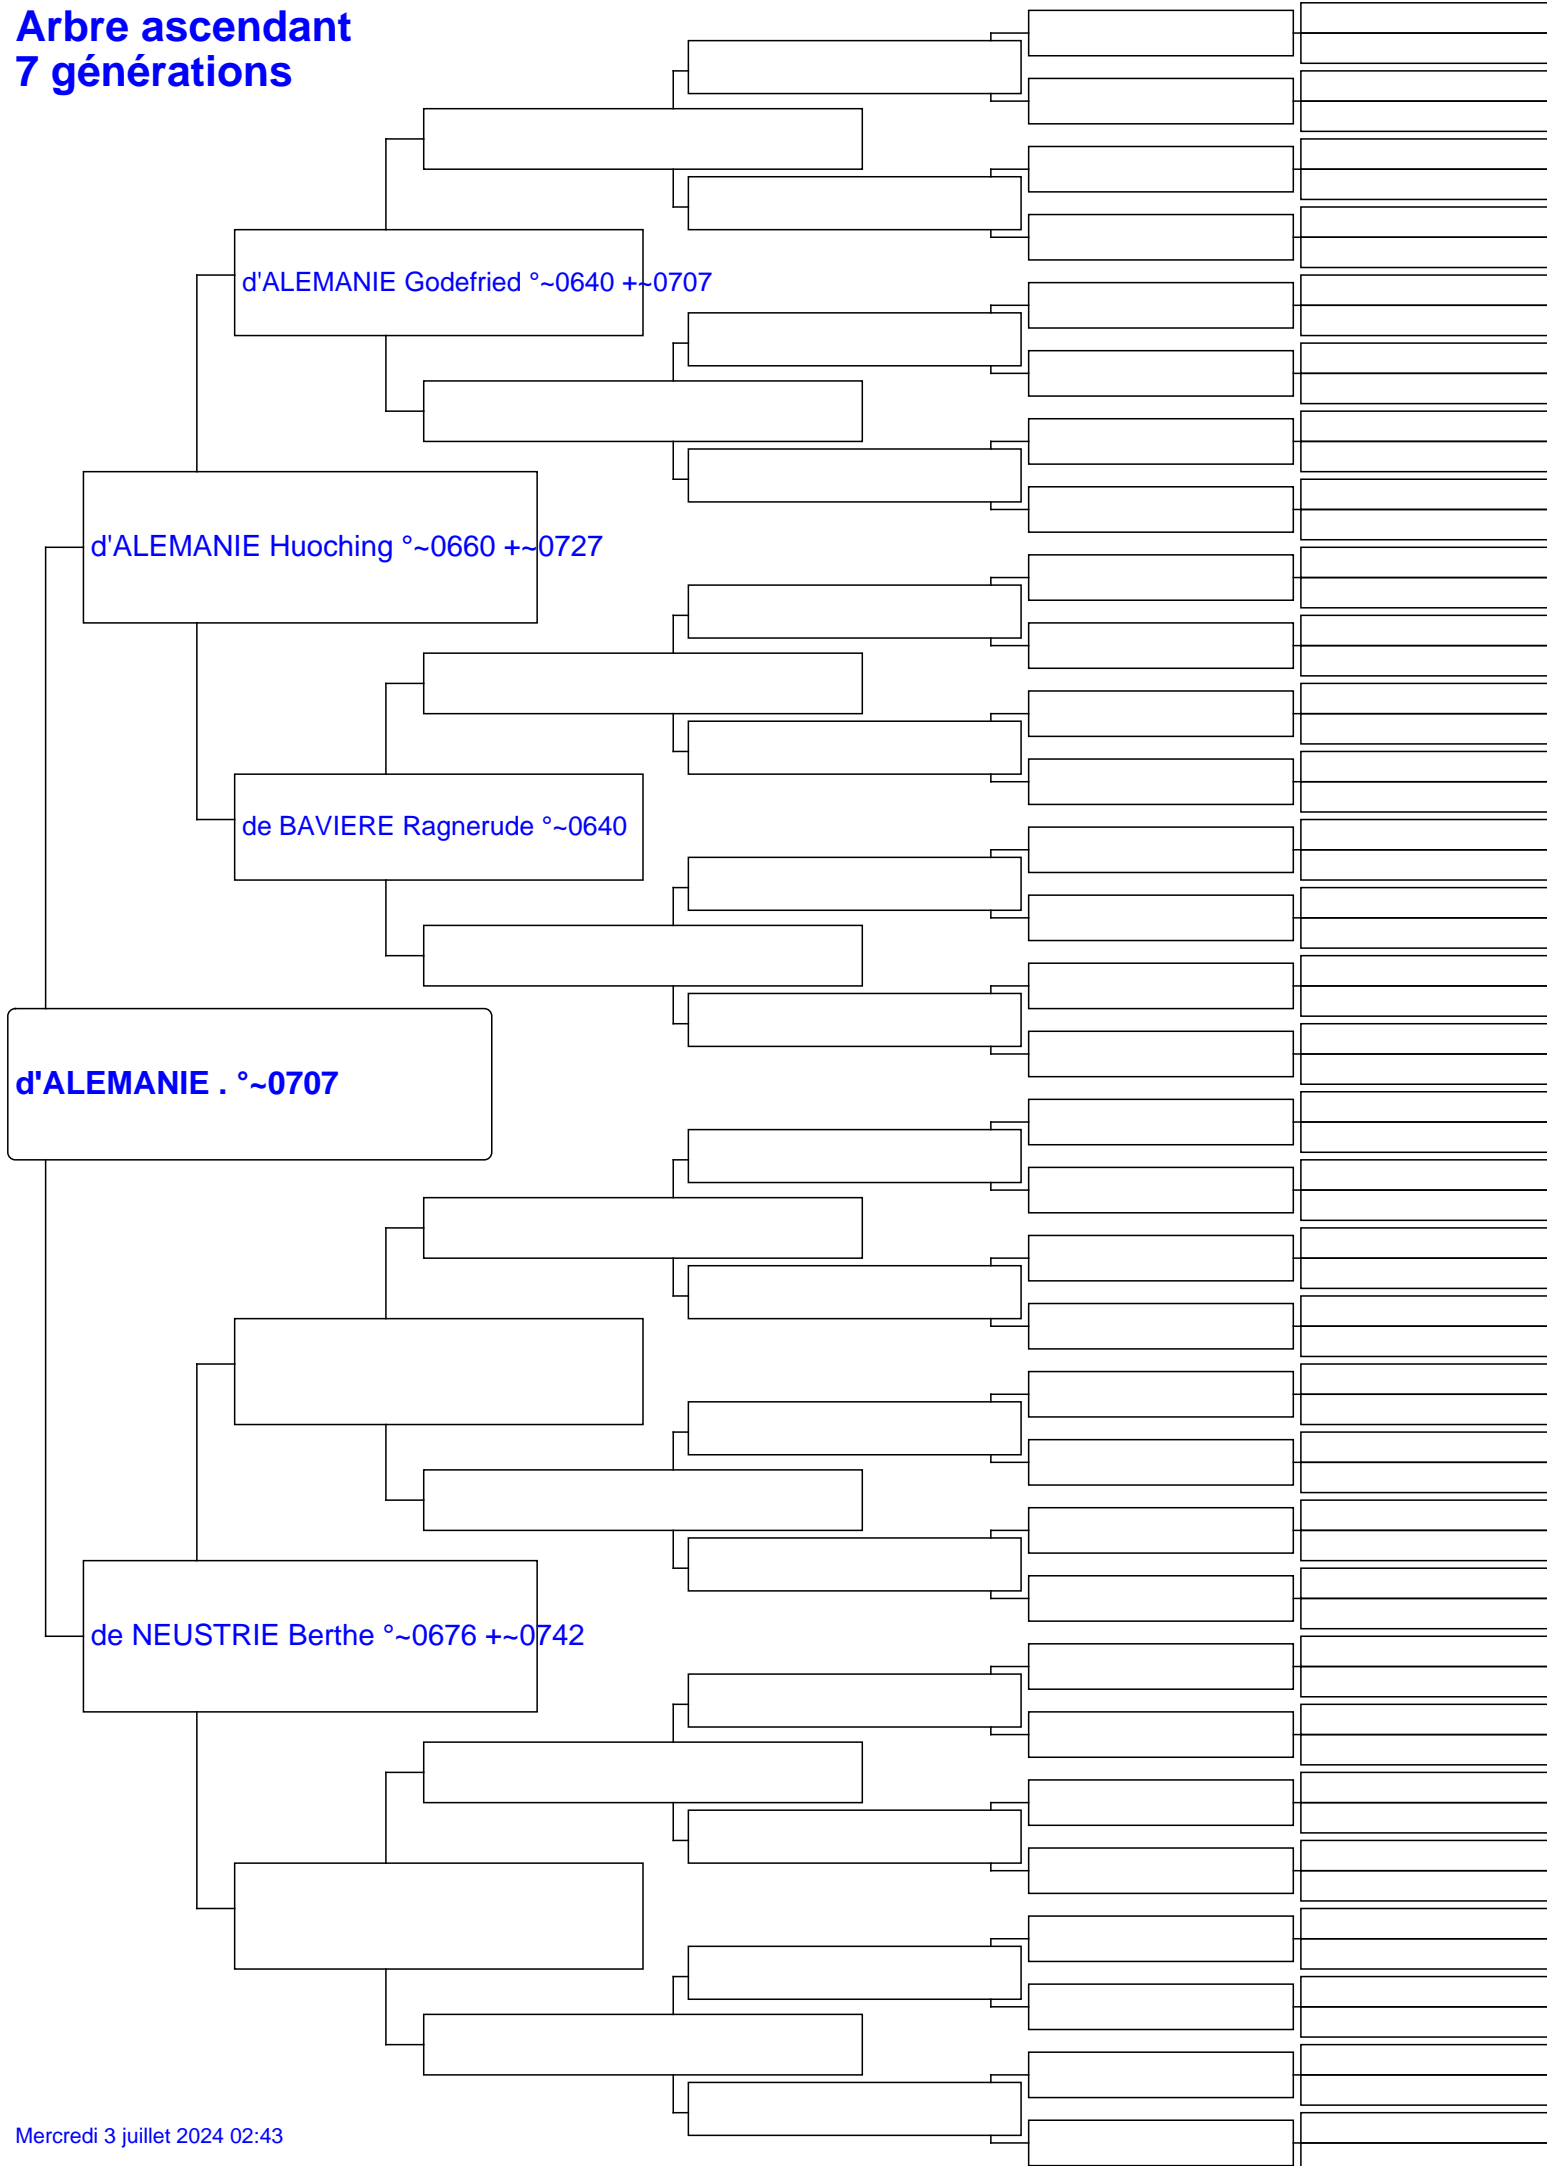 Arbre ascendant
7 générations
d'ALEMANIE Godefried °~0640 +~0707
d'ALEMANIE Huoching °~0660 +~0727
de BAVIERE Ragnerude °~0640
d'ALEMANIE . °~0707
de NEUSTRIE Berthe °~0676 +~0742
Mercredi 3 juillet 2024 02:43